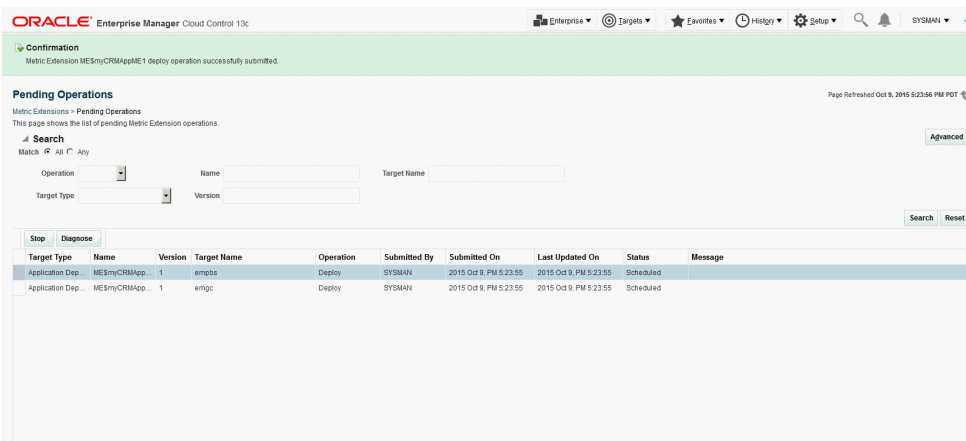 ORACLE Enterprise Manager Cloud Control 13c
Enterprise Targets Favorites History Setup SYSMAN
Confirmation
Metric Extension ME$myCRMAppME1 deploy operation successfully submitted.
Pending Operations
Page Refreshed Oct 9, 2015 5:23:56 PM PDT
Metric Extensions > Pending Operations
This page shows the list of pending Metric Extension operations.
Search
Advanced
Match All Any
Operation Name Target Name
Target Type Version
Search Reset
Stop Diagnose
Target Type Name Version Target Name Operation Submitted By Submitted On Last Updated On Status Message
Application Dep... ME$myCRMApp... 1 empbs Deploy SYSMAN 2015 Oct 9, PM 5:23:55 2015 Oct 9, PM 5:23:55 Scheduled
Application Dep... ME$myCRMApp... 1 emgc Deploy SYSMAN 2015 Oct 9, PM 5:23:55 2015 Oct 9, PM 5:23:55 Scheduled